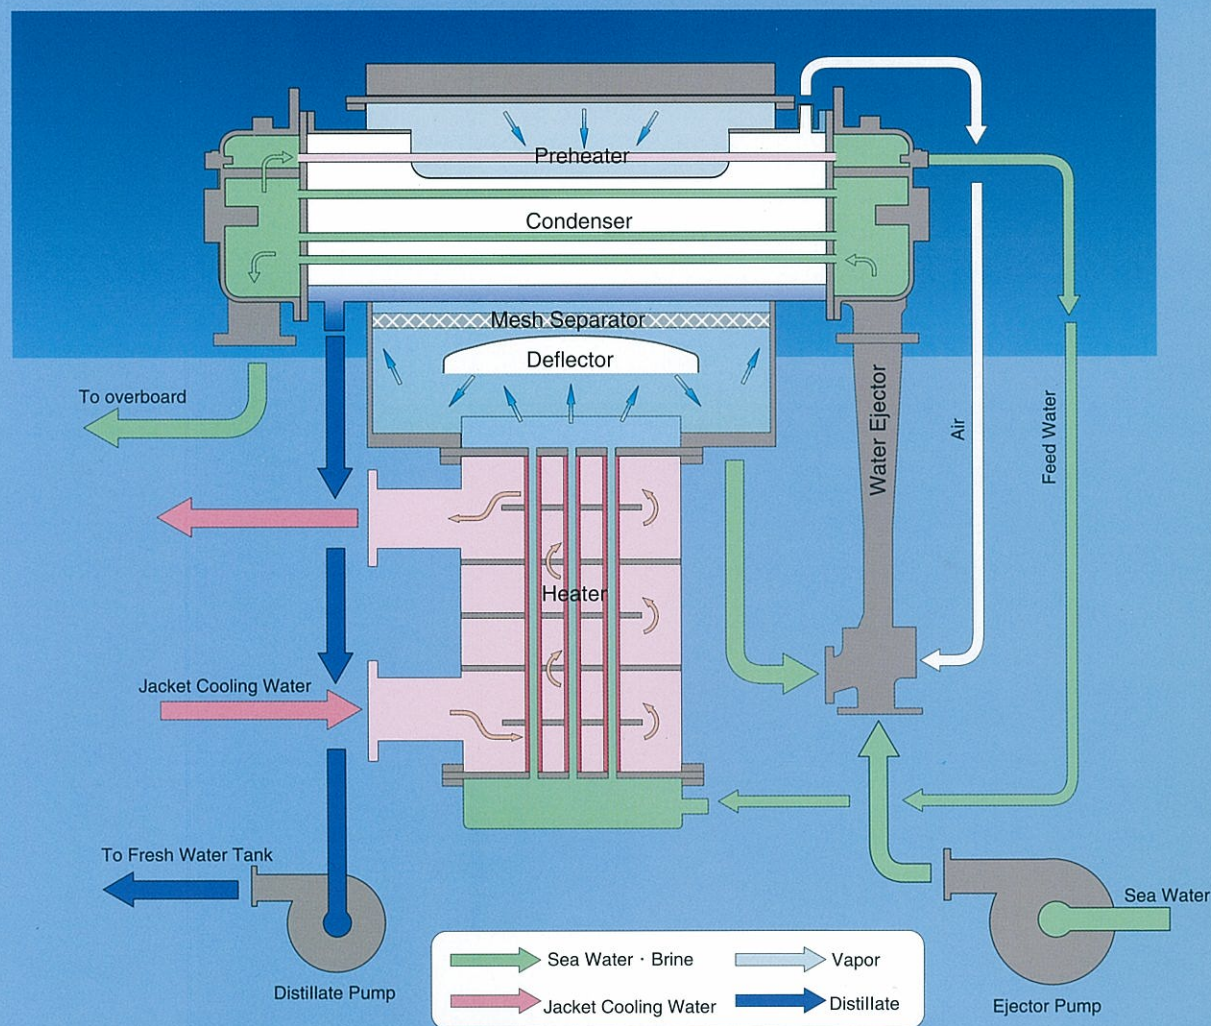 Preheater
Condenser
Mesh Separator
Deflector
To overboard
Water Ejector
Air
Feed Water
Heater
Jacket Cooling Water
To Fresh Water Tank
Sea Water
Distillate Pump
Ejector Pump
Sea Water · Brine
Vapor
Jacket Cooling Water
Distillate